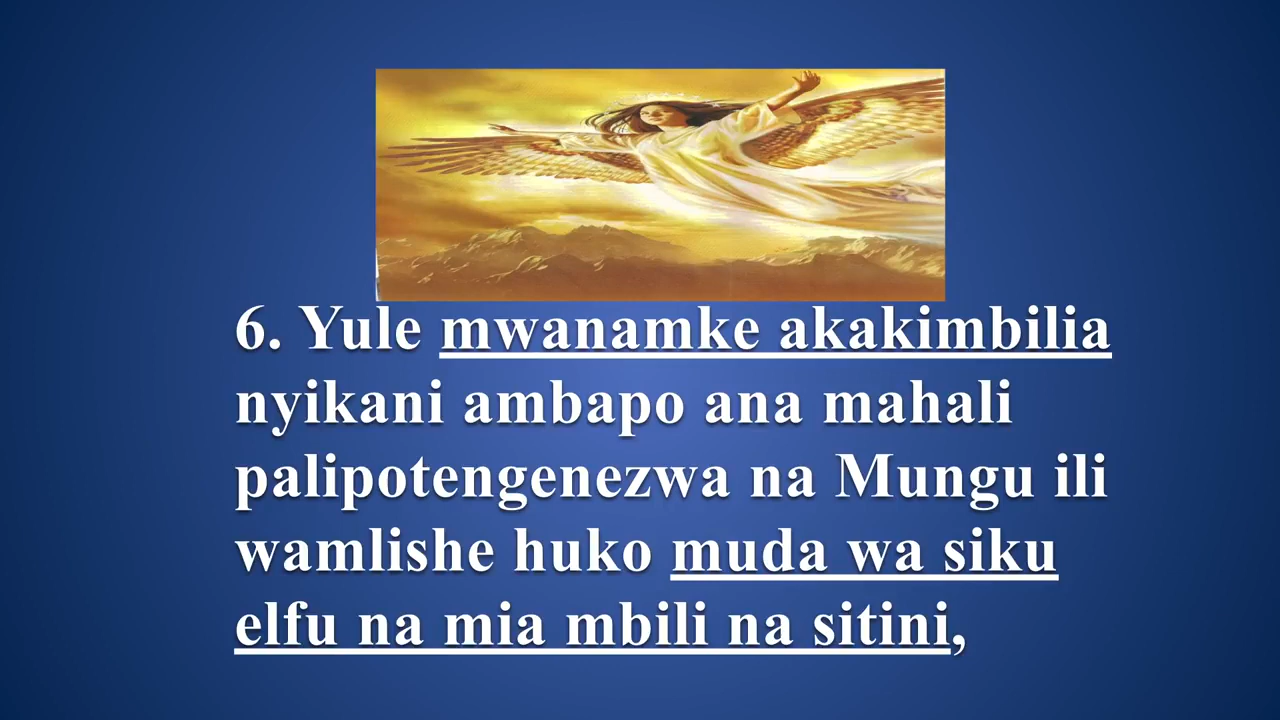 6. Yule mwanamke akakimbilia
nyikani ambapo ana mahali
palipotengenezwa na Mungu ili
wamlishe huko muda wa siku
elfu na mia mbili na sitini,